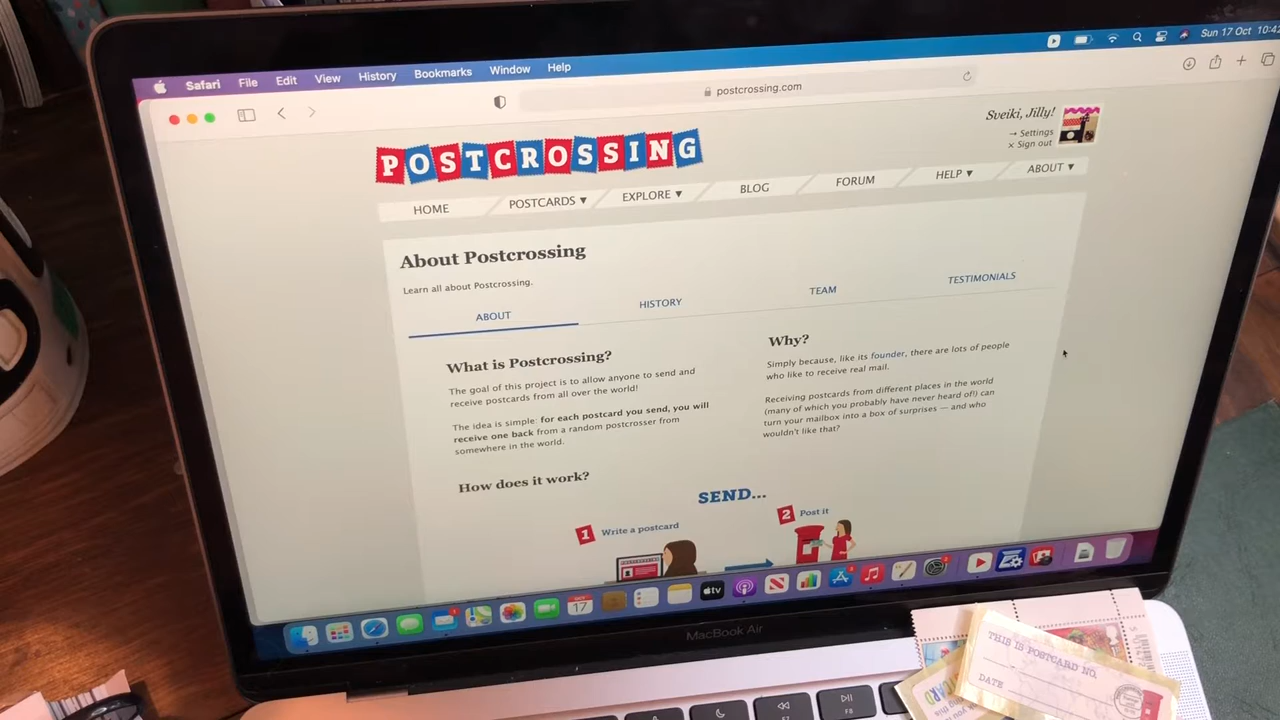 Safari File Edit View History Bookmarks Window Help
Sun 17 Oct 10:42
postcrossing.com
Sveiki, Jilly!
→ Settings
× Sign out
POSTCROSSING
HOME POSTCARDS ▼ EXPLORE ▼ BLOG FORUM HELP ▼ ABOUT ▼
About Postcrossing
Learn all about Postcrossing.
ABOUT HISTORY TEAM TESTIMONIALS
What is Postcrossing?
The goal of this project is to allow anyone to send and
receive postcards from all over the world!
The idea is simple: for each postcard you send, you will
receive one back from a random postcrosser from
somewhere in the world.
Why?
Simply because, like its founder, there are lots of people
who like to receive real mail.
Receiving postcards from different places in the world
(many of which you probably have never heard of!) can
turn your mailbox into a box of surprises — and who
wouldn't like that?
How does it work?
SEND...
1 Write a postcard
2 Post it
17
tv
MacBook Air
THIS IS POSTCARD NO.
DATE
F7
F8